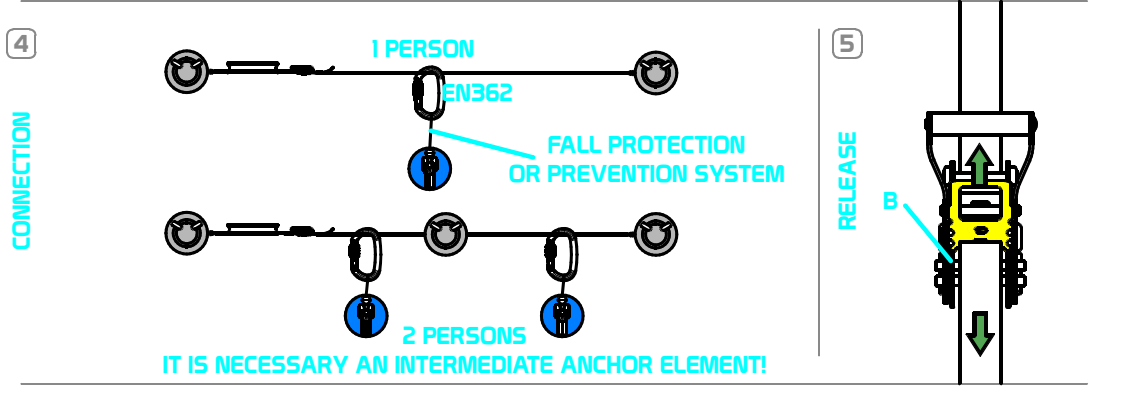 4
CONNECTION
1 PERSON
EN362
FALL PROTECTION
OR PREVENTION SYSTEM
2 PERSONS
IT IS NECESSARY AN INTERMEDIATE ANCHOR ELEMENT!
5
RELEASE
B